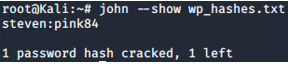 root@Kali:~# john --show wp_hashes.txt
steven:pink84
1 password hash cracked, 1 left